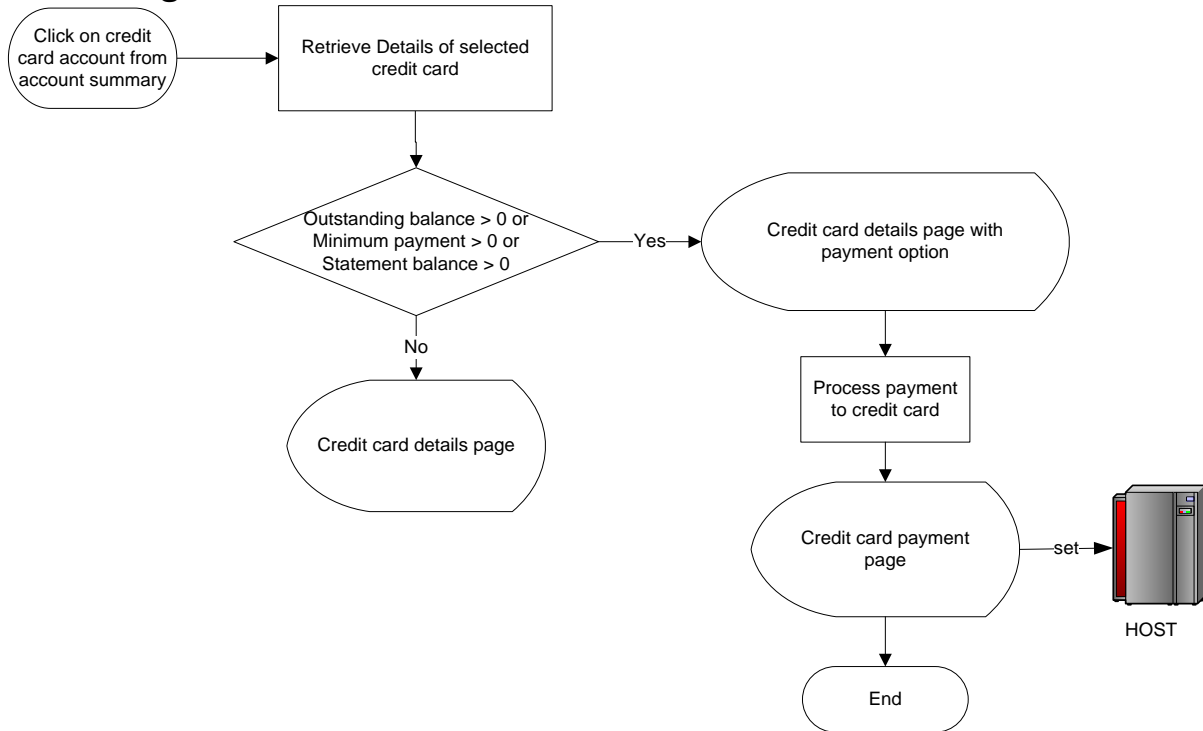 Click on credit
card account from
account summary
Retrieve Details of selected
credit card
Outstanding balance > 0 or
Minimum payment > 0 or
Statement balance > 0
Yes
Credit card details page with
payment option
No
Credit card details page
Process payment
to credit card
Credit card payment
page
set
HOST
End